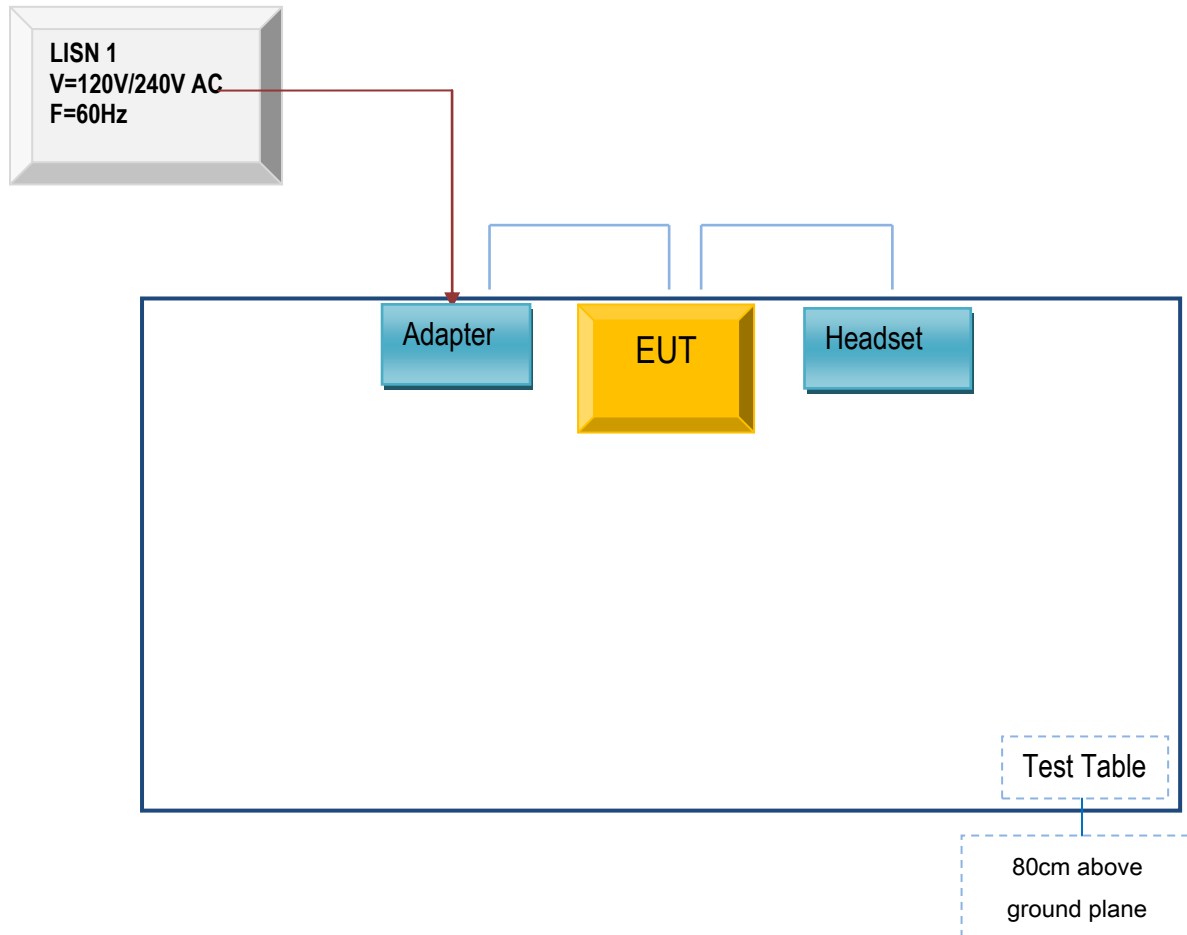 LISN 1
V=120V/240V AC
F=60Hz
Adapter
EUT
Headset
Test Table
80cm above
ground plane